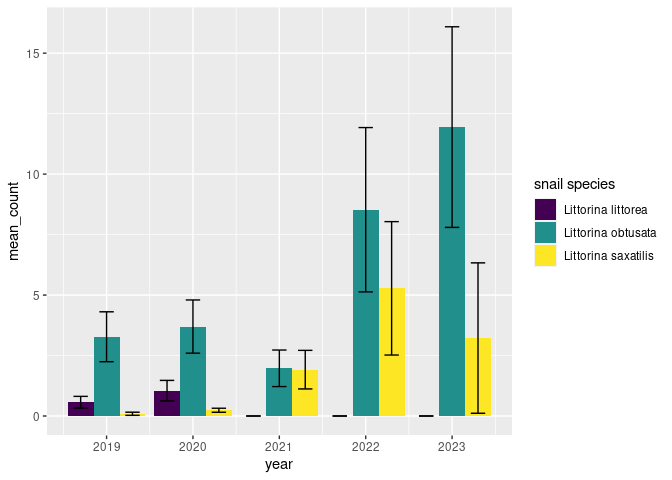 mean_count
15
10
5
0
2019 2020 2021 2022 2023
year
snail species
Littorina littorea
Littorina obtusata
Littorina saxatilis